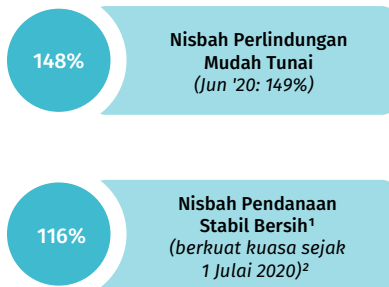 148%
Nisbah Perlindungan
Mudah Tunai
(Jun '20: 149%)
116%
Nisbah Pendanaan
Stabil Bersih¹
(berkuat kuasa sejak
1 Julai 2020)²